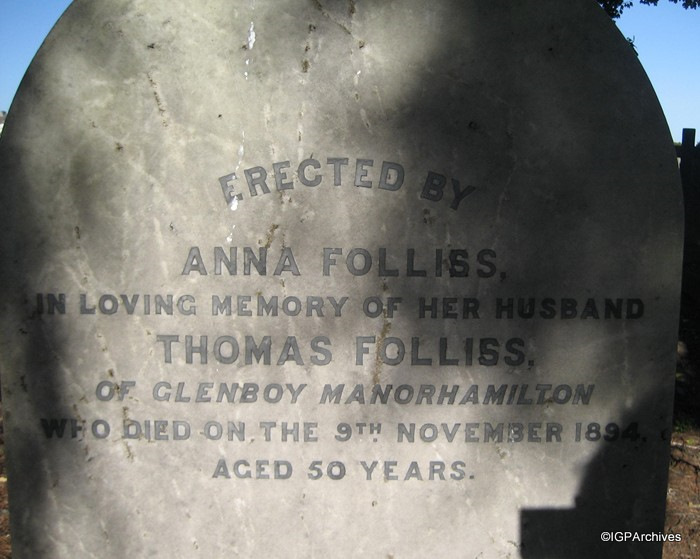 ERECTED BY
ANNA FOLLISS,
IN LOVING MEMORY OF HER HUSBAND
THOMAS FOLLISS,
OF GLENBOY MANORHAMILTON
WHO DIED ON THE 9TH NOVEMBER 1894,
AGED 50 YEARS.
©IGPArchives